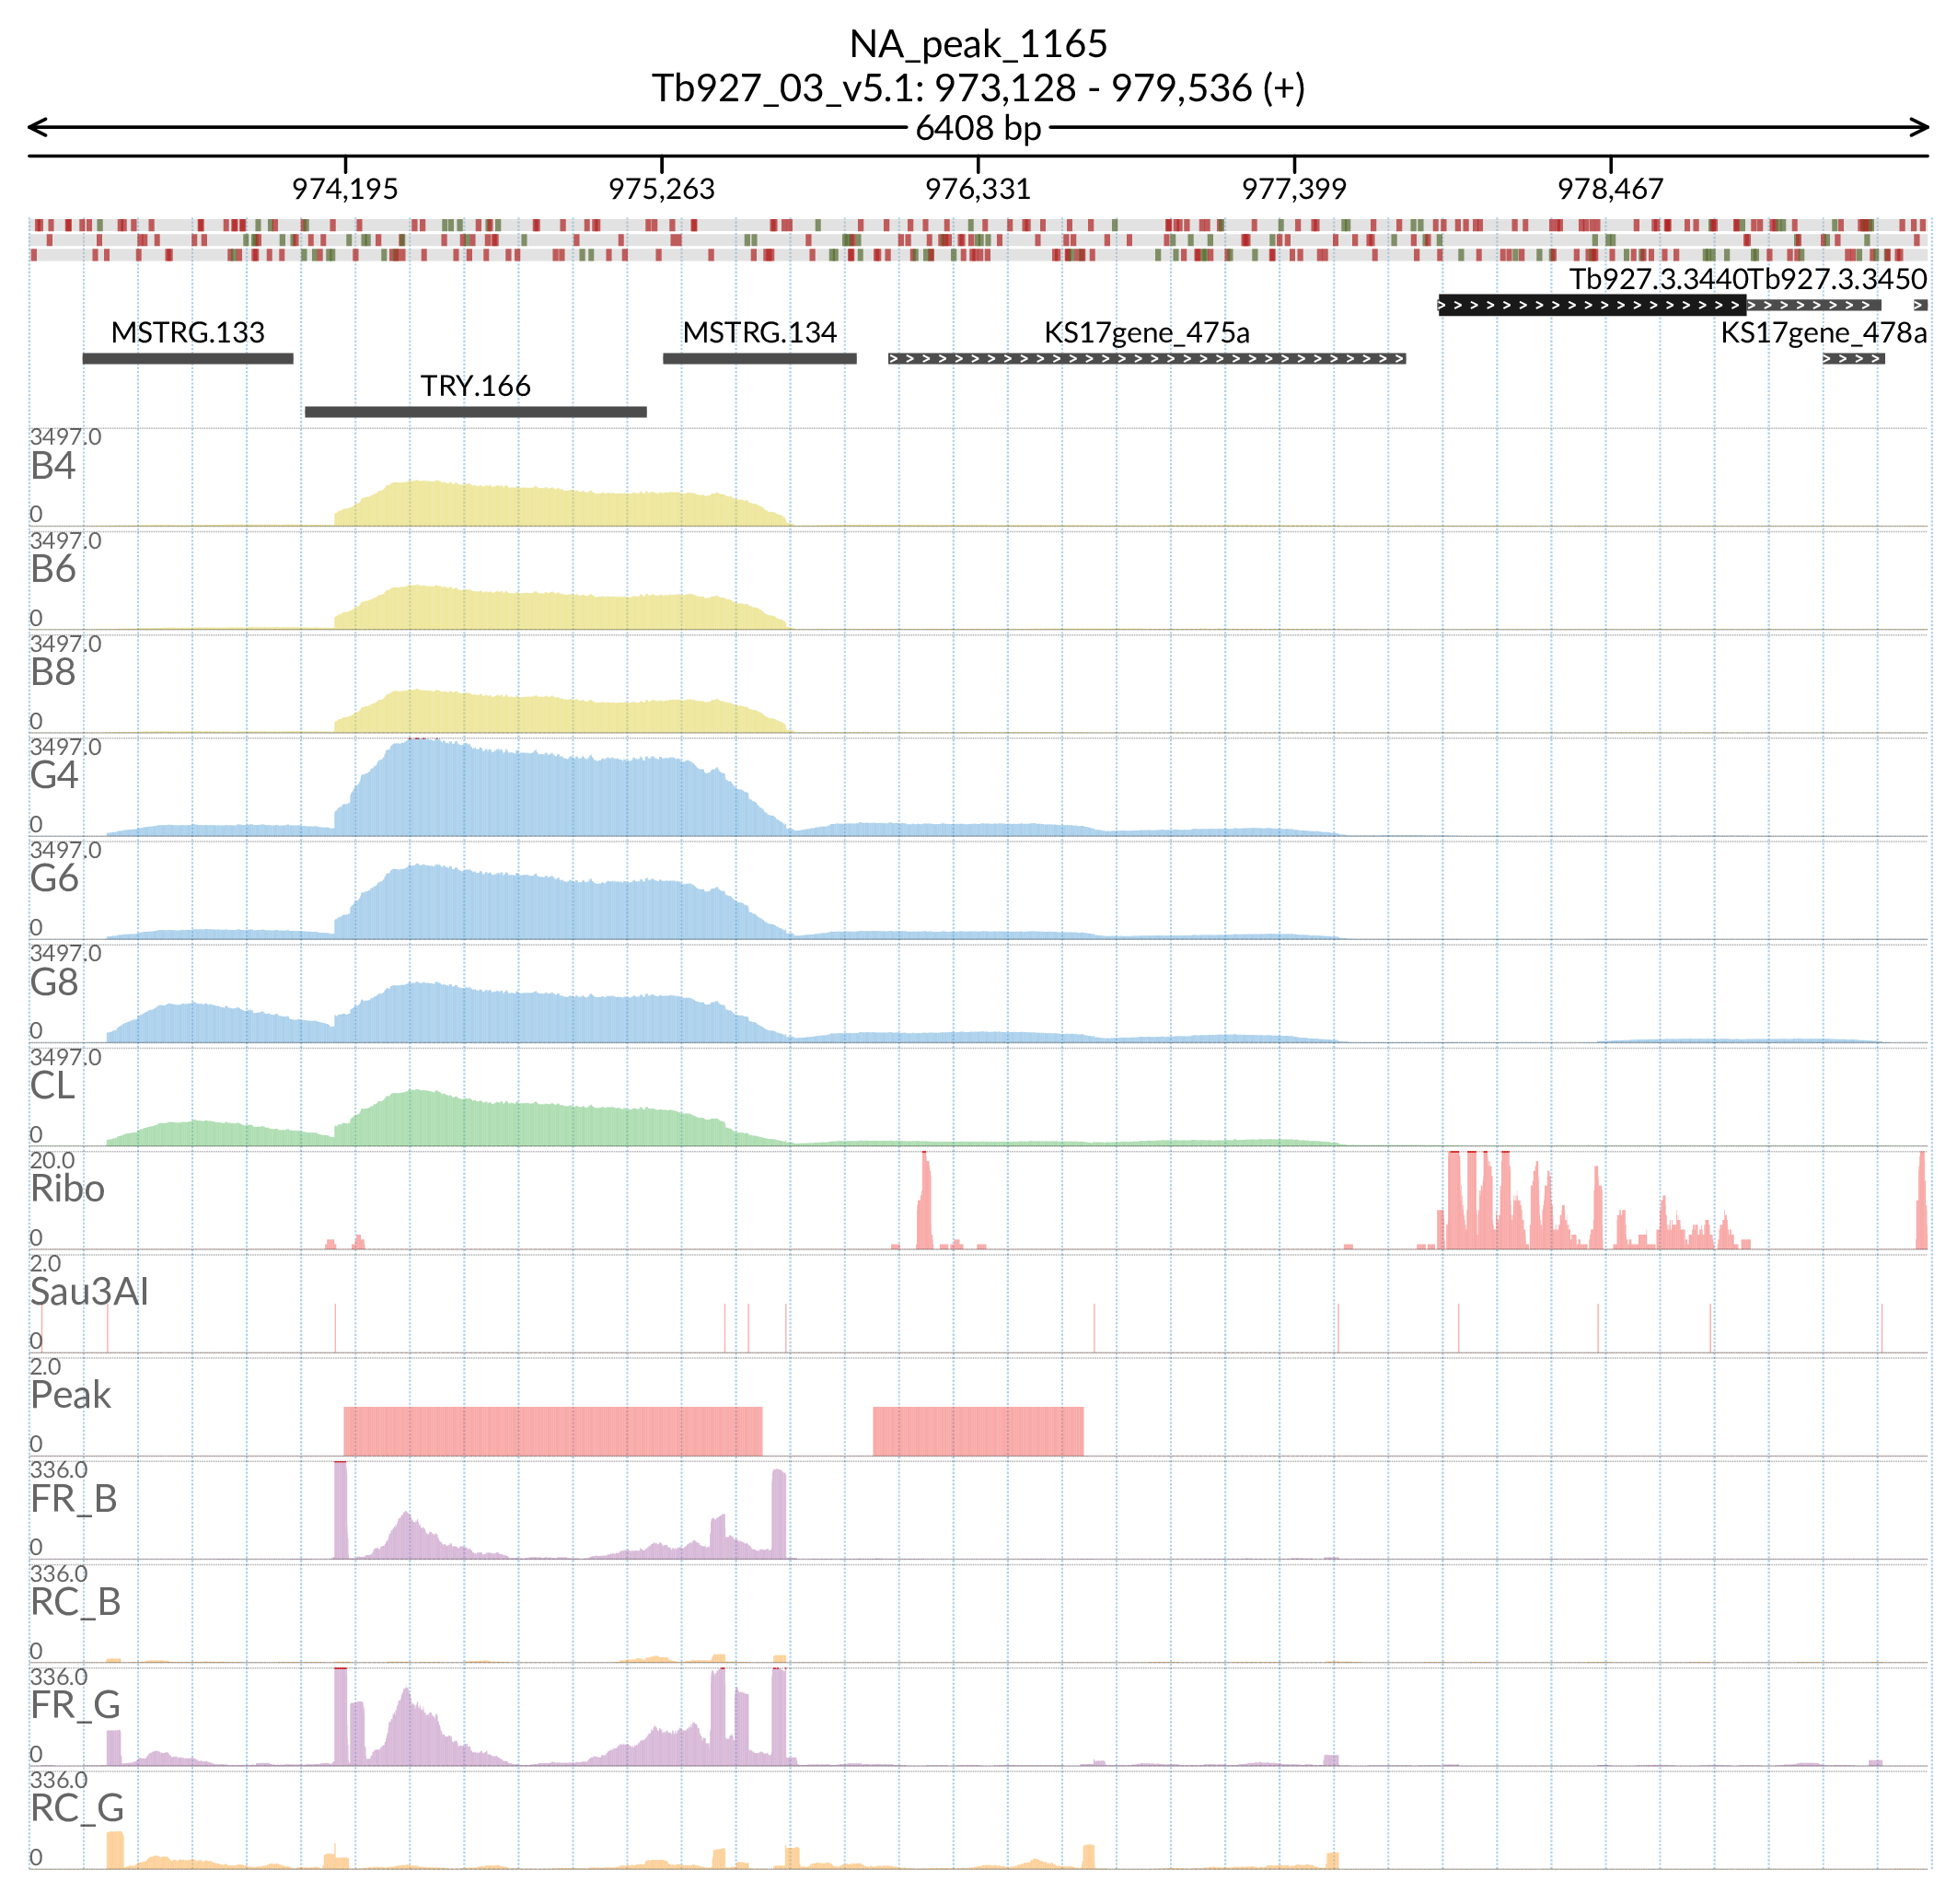 NA_peak_1165
Tb927_03_v5.1: 973,128 - 979,536 (+)
6408 bp
974,195 975,263 976,331 977,399 978,467
Tb927.3.3440 Tb927.3.3450
MSTRG.133 MSTRG.134 KS17gene_475a KS17gene_478a
TRY.166
3497.0
B4
0
3497.0
B6
0
3497.0
B8
0
3497.0
G4
0
3497.0
G6
0
3497.0
G8
0
3497.0
CL
0
20.0
Ribo
0
2.0
Sau3AI
0
2.0
Peak
0
336.0
FR_B
0
336.0
RC_B
0
336.0
FR_G
0
336.0
RC_G
0